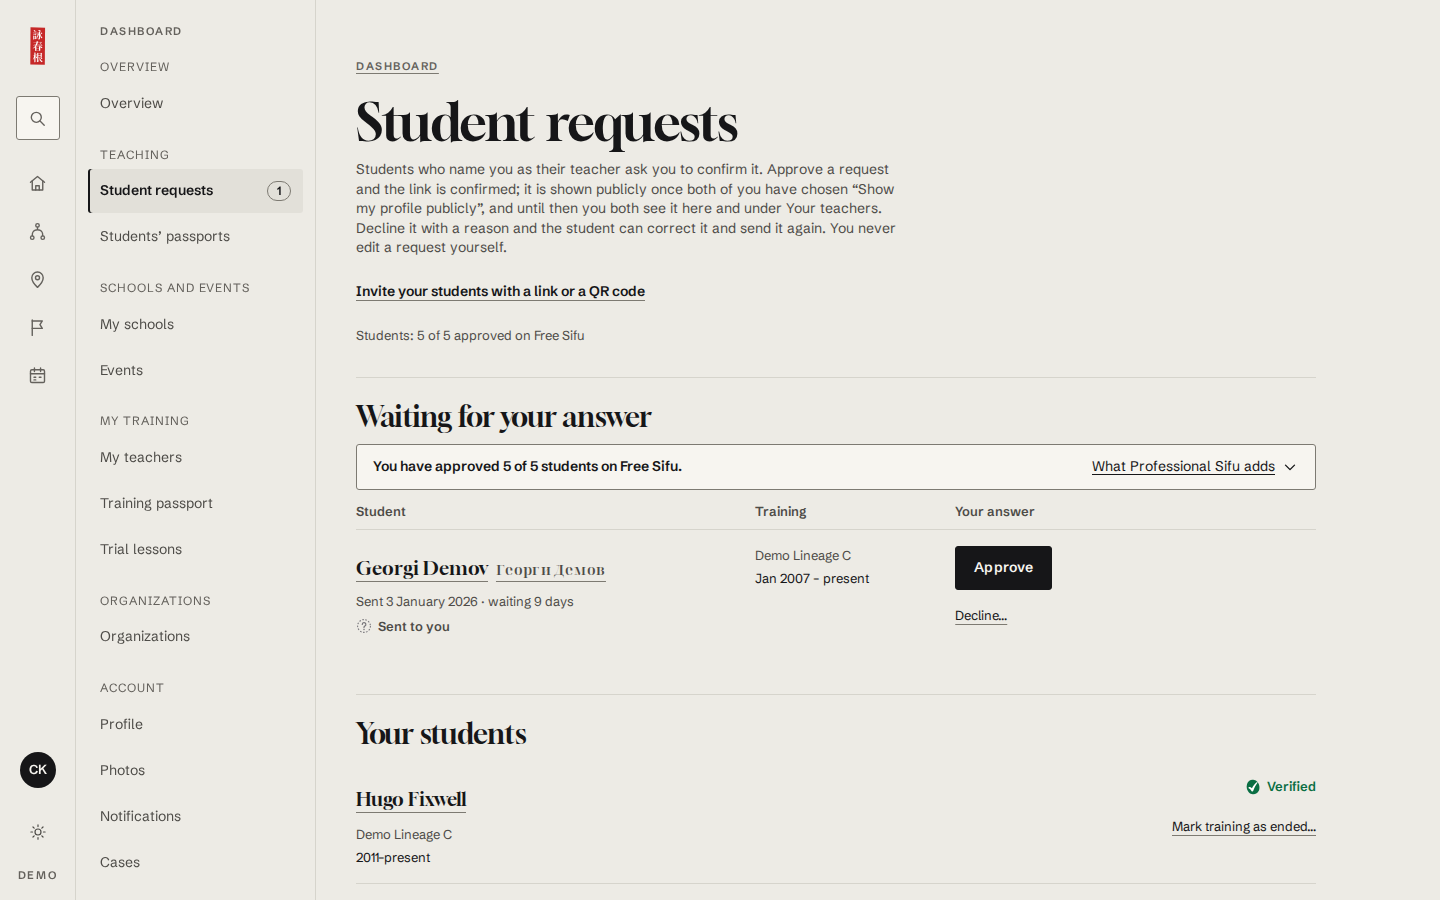 詠春根
DASHBOARD
OVERVIEW
Overview
TEACHING
Student requests 1
Students’ passports
SCHOOLS AND EVENTS
My schools
Events
MY TRAINING
My teachers
Training passport
Trial lessons
ORGANIZATIONS
Organizations
ACCOUNT
Profile
Photos
Notifications
Cases
CK
DEMO
DASHBOARD
Student requests
Students who name you as their teacher ask you to confirm it. Approve a request
and the link is confirmed; it is shown publicly once both of you have chosen “Show
my profile publicly”, and until then you both see it here and under Your teachers.
Decline it with a reason and the student can correct it and send it again. You never
edit a request yourself.
Invite your students with a link or a QR code
Students: 5 of 5 approved on Free Sifu
Waiting for your answer
You have approved 5 of 5 students on Free Sifu. What Professional Sifu adds
Student Training Your answer
Georgi Demov Георги Демов
Sent 3 January 2026 · waiting 9 days
Sent to you
Demo Lineage C
Jan 2007 – present
Approve
Decline…
Your students
Hugo Fixwell
Demo Lineage C
2011–present
Verified
Mark training as ended…